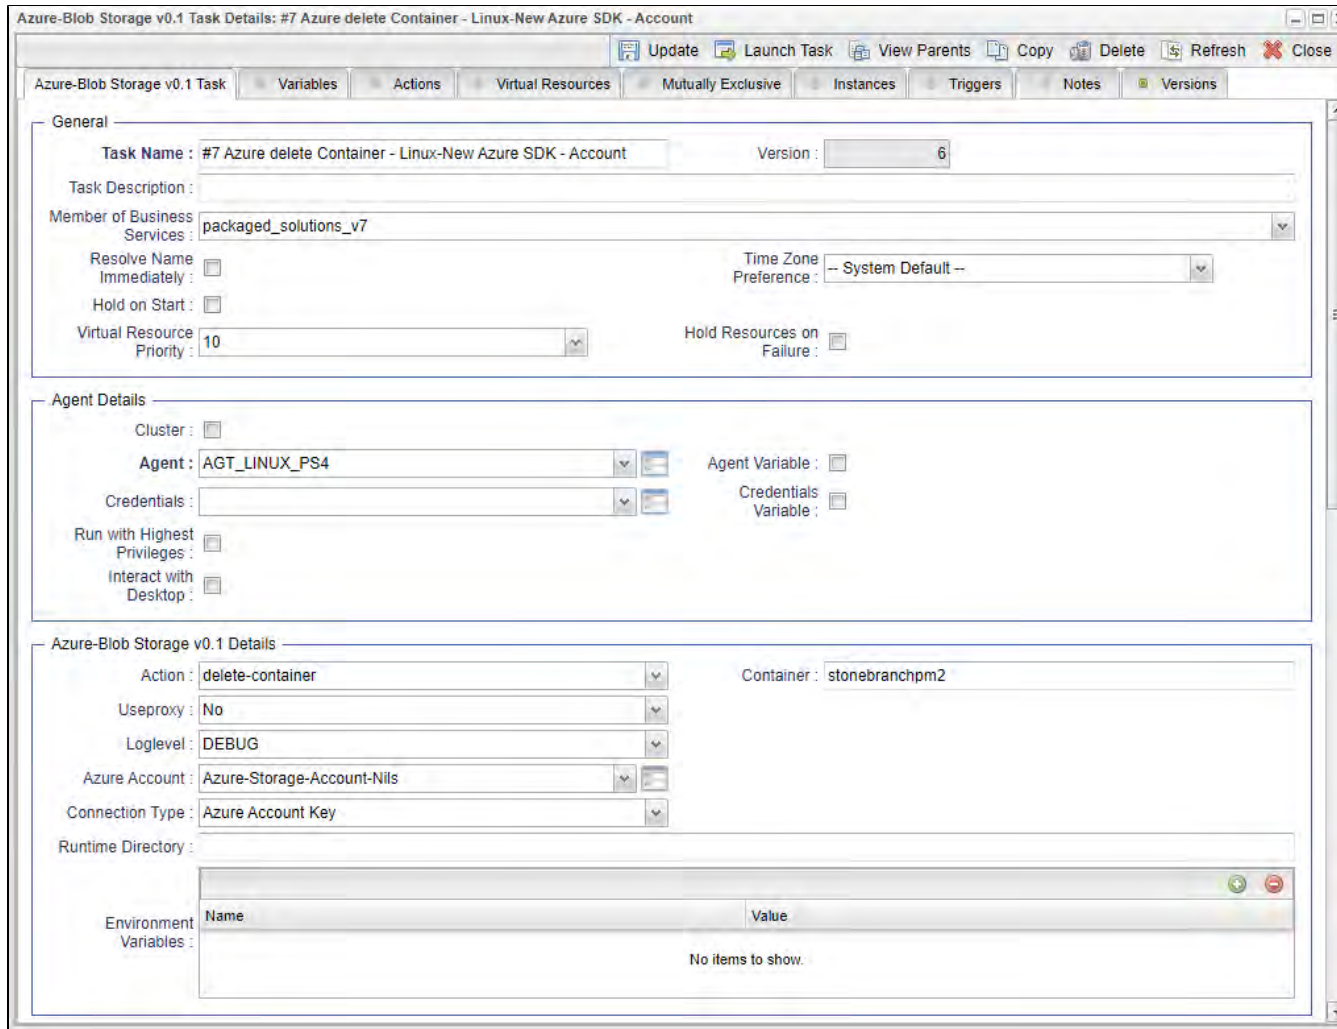 Azure-Blob Storage v0.1 Task Details: #7 Azure delete Container - Linux-New Azure SDK - Account
Update Launch Task View Parents Copy Delete Refresh Close
Azure-Blob Storage v0.1 Task Variables Actions Virtual Resources Mutually Exclusive Instances Triggers Notes Versions
General
Task Name : #7 Azure delete Container - Linux-New Azure SDK - Account Version : 6
Task Description :
Member of Business
Services : packaged_solutions_v7
Resolve Name
Immediately :
Time Zone
Preference : -- System Default --
Hold on Start :
Virtual Resource
Priority : 10
Hold Resources on
Failure :
Agent Details
Cluster :
Agent : AGT_LINUX_PS4 Agent Variable :
Credentials :
Credentials
Variable :
Run with Highest
Privileges :
Interact with
Desktop :
Azure-Blob Storage v0.1 Details
Action : delete-container Container : stonebranchpm2
Useproxy : No
Loglevel : DEBUG
Azure Account : Azure-Storage-Account-Nils
Connection Type : Azure Account Key
Runtime Directory :
Environment
Variables :
Name Value
No items to show.